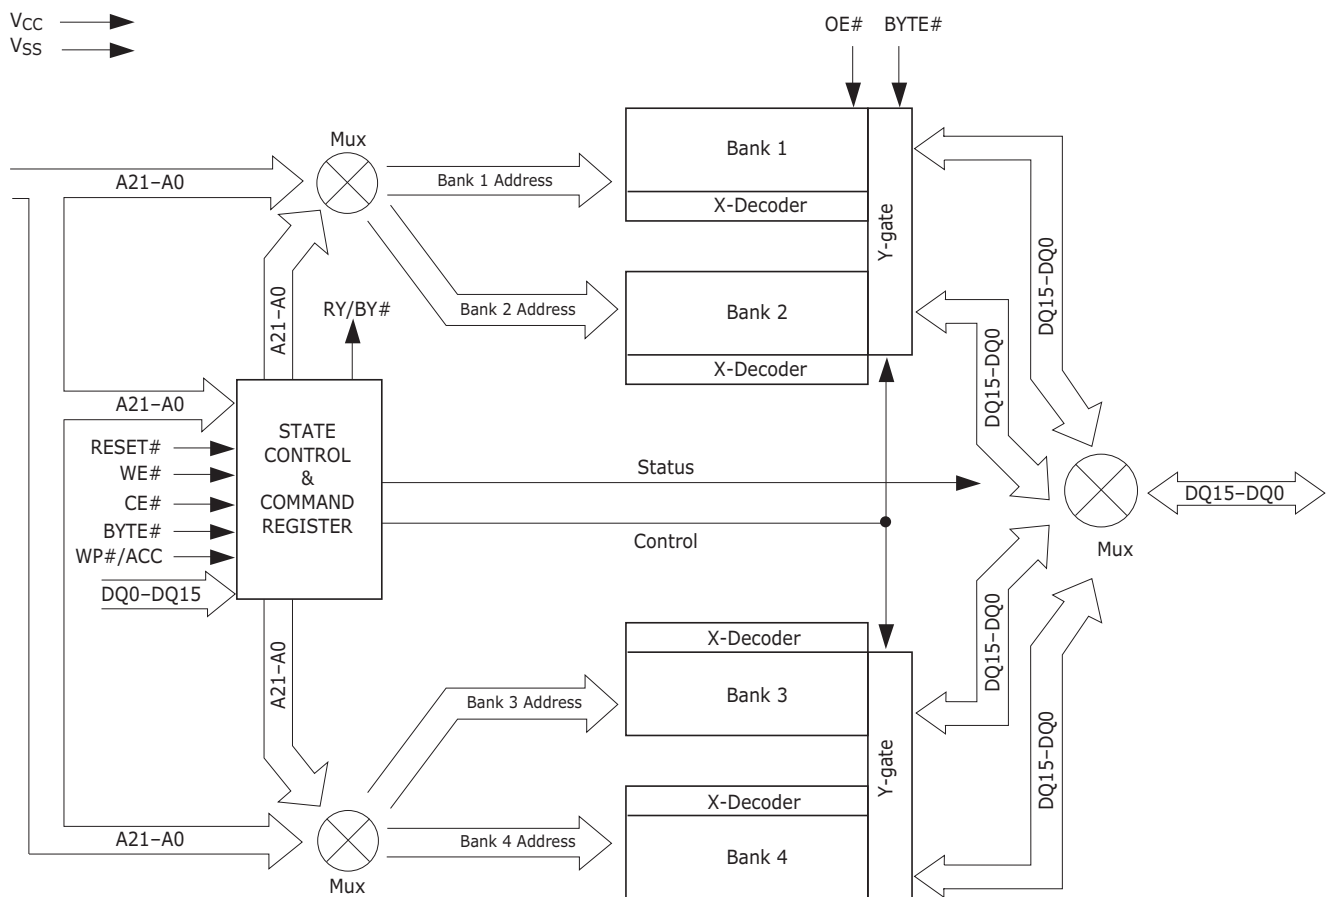 VCC
VSS
OE# BYTE#
Mux
Bank 1
A21–A0
Bank 1 Address
X-Decoder
Y-gate
DQ15–DQ0
RY/BY#
Bank 2 Address
Bank 2
A21–A0
X-Decoder
DQ15–DQ0
A21–A0
STATE
CONTROL
&
COMMAND
REGISTER
RESET#
WE#
CE#
BYTE#
WP#/ACC
DQ0–DQ15
Status
Control
DQ15–DQ0
Mux
A21–A0
X-Decoder
Bank 3 Address
Bank 3
DQ15–DQ0
Y-gate
DQ15–DQ0
X-Decoder
A21–A0
Bank 4 Address
Bank 4
Mux